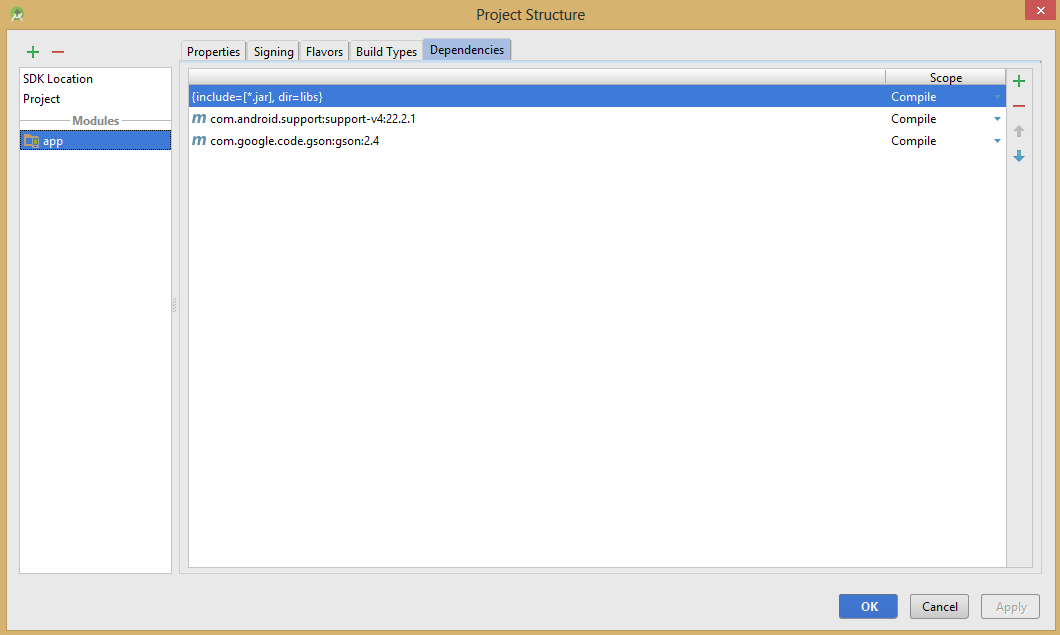 Project Structure
SDK Location
Project
Modules
app
Properties
Signing
Flavors
Build Types
Dependencies
Scope
{include=[*.jar], dir=libs} Compile
m com.android.support:support-v4:22.2.1 Compile
m com.google.code.gson:gson:2.4 Compile
OK
Cancel
Apply